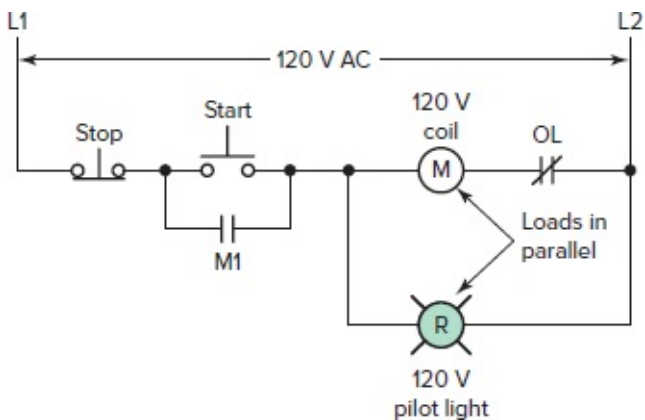 L1
L2
120 V AC
Stop
Start
120 V
coil
OL
M
M1
Loads in
parallel
R
120 V
pilot light